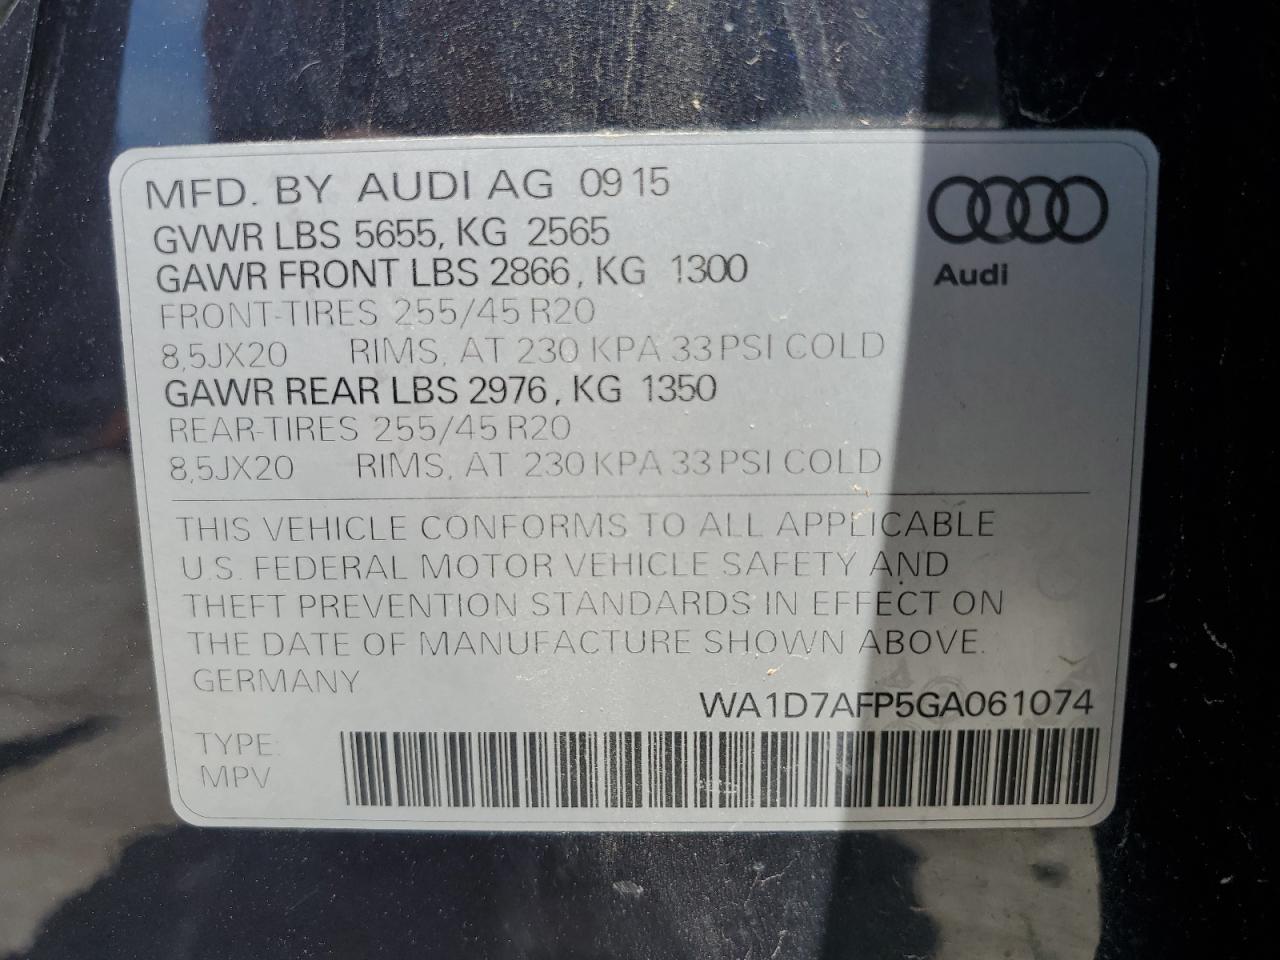 MFD. BY AUDI AG 09 15
GVWR LBS 5655, KG 2565
GAWR FRONT LBS 2866, KG 1300
FRONT-TIRES 255/45 R20
8,5JX20 RIMS, AT 230 KPA 33 PSI COLD
GAWR REAR LBS 2976, KG 1350
REAR-TIRES 255/45 R20
8,5JX20 RIMS, AT 230 KPA 33 PSI COLD
Audi
THIS VEHICLE CONFORMS TO ALL APPLICABLE
U.S. FEDERAL MOTOR VEHICLE SAFETY AND
THEFT PREVENTION STANDARDS IN EFFECT ON
THE DATE OF MANUFACTURE SHOWN ABOVE.
GERMANY
WA1D7AFP5GA061074
TYPE:
MPV